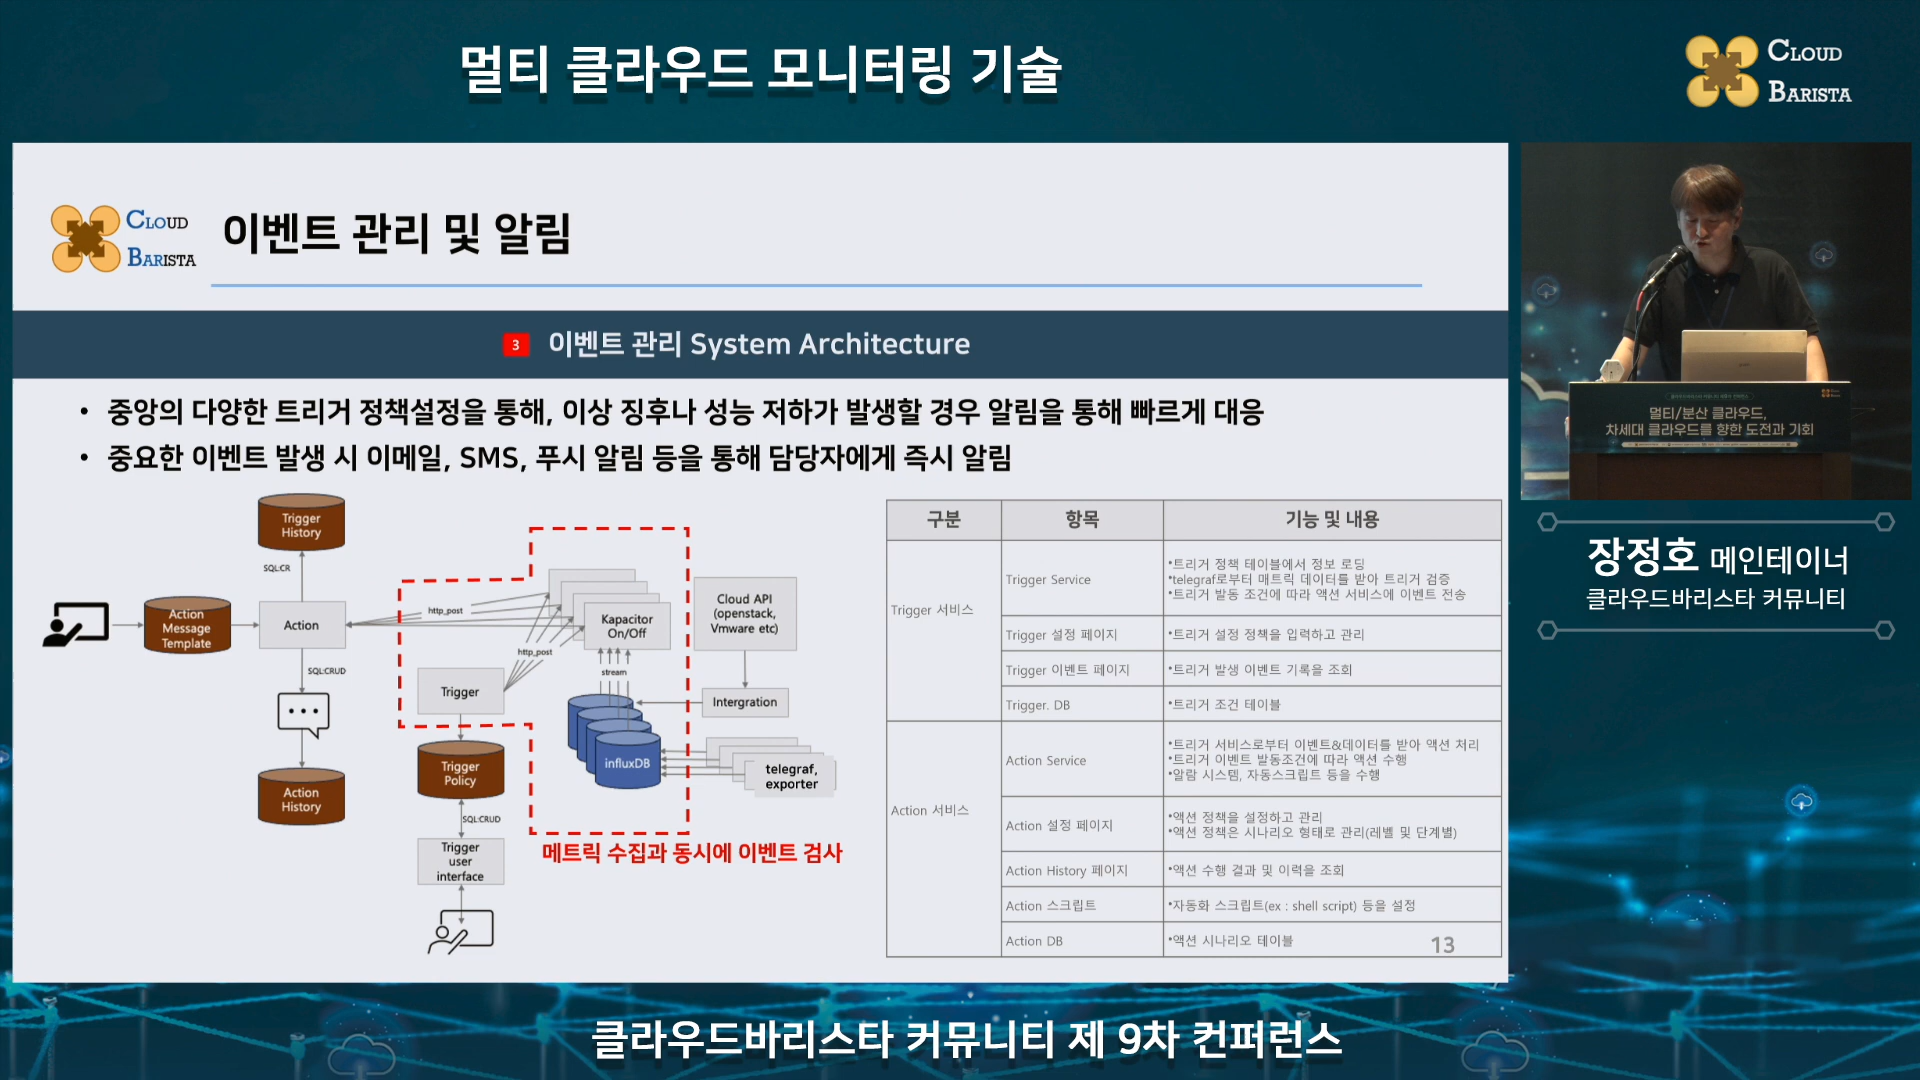 멀티 클라우드 모니터링 기술
CLOUD
BARISTA
CLOUD
BARISTA
이벤트 관리 및 알림
3 이벤트 관리 System Architecture
• 중앙의 다양한 트리거 정책설정을 통해, 이상 징후나 성능 저하가 발생할 경우 알림을 통해 빠르게 대응
• 중요한 이벤트 발생 시 이메일, SMS, 푸시 알림 등을 통해 담당자에게 즉시 알림
Trigger
History
SQL:CR
Action
Message
Template
Action
http_post
SQL:CRUD
Action
History
Trigger
http_post
Kapacitor
On/Off
stream
Cloud API
(openstack,
Vmware etc)
Intergration
influxDB
telegraf,
exporter
Trigger
Policy
SQL:CRUD
Trigger
user
interface
메트릭 수집과 동시에 이벤트 검사
구분 항목 기능 및 내용
Trigger 서비스
Trigger Service
•트리거 정책 테이블에서 정보 로딩
•telegraf로부터 매트릭 데이터를 받아 트리거 검증
•트리거 발동 조건에 따라 액션 서비스에 이벤트 전송
Trigger 설정 페이지 •트리거 설정 정책을 입력하고 관리
Trigger 이벤트 페이지 •트리거 발생 이벤트 기록을 조회
Trigger. DB •트리거 조건 테이블
Action 서비스
Action Service
•트리거 서비스로부터 이벤트&데이터를 받아 액션 처리
•트리거 이벤트 발동조건에 따라 액션 수행
•알람 시스템, 자동스크립트 등을 수행
Action 설정 페이지
•액션 정책을 설정하고 관리
•액션 정책은 시나리오 형태로 관리(레벨 및 단계별)
Action History 페이지 •액션 수행 결과 및 이력을 조회
Action 스크립트 •자동화 스크립트(ex : shell script) 등을 설정
Action DB •액션 시나리오 테이블
13
멀티/분산 클라우드,
차세대 클라우드를 향한 도전과 기회
장정호 메인테이너
클라우드바리스타 커뮤니티
클라우드바리스타 커뮤니티 제 9차 컨퍼런스